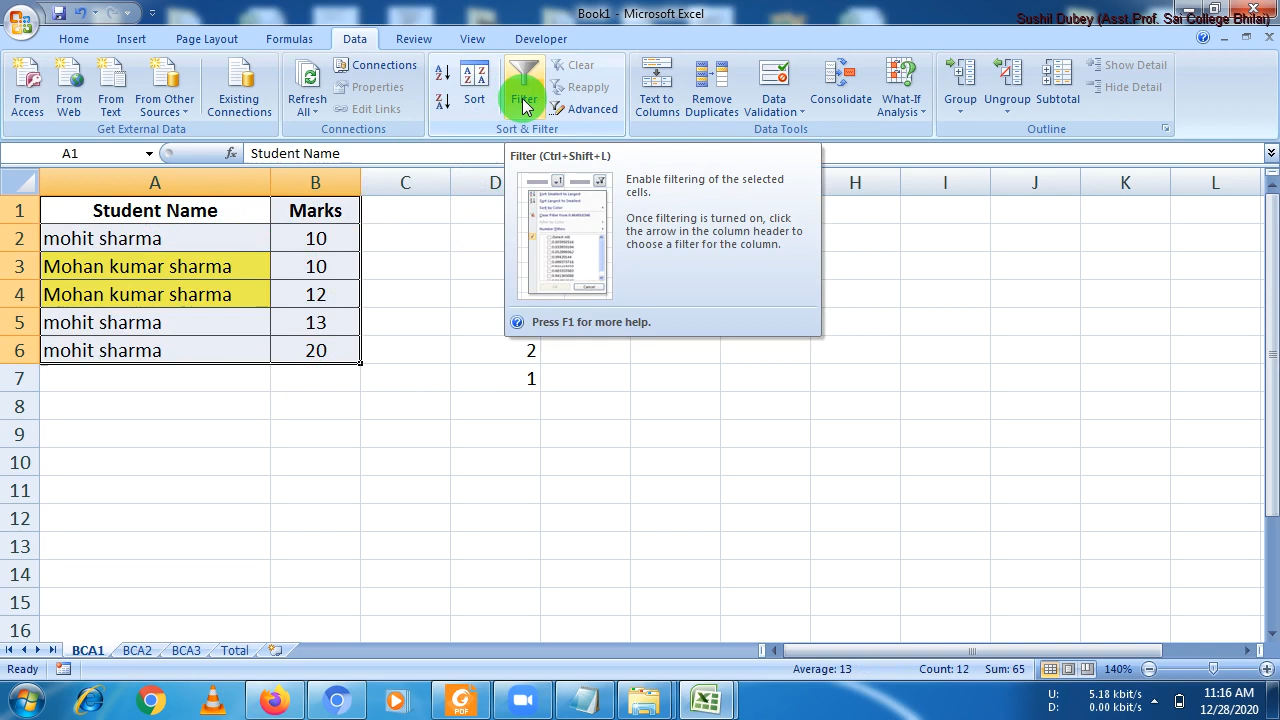 Book1 - Microsoft Excel
Sushil Dubey (Asst.Prof. Sai College Bhilai)
Home Insert Page Layout Formulas Data Review View Developer
From Access
From Web
From Text
From Other Sources
Existing Connections
Get External Data
Refresh All
Connections
Properties
Edit Links
Connections
Sort
Filter
Clear
Reapply
Advanced
Sort & Filter
Text to Columns
Remove Duplicates
Data Validation
Consolidate
What-If Analysis
Data Tools
Group
Ungroup
Subtotal
Show Detail
Hide Detail
Outline
A1 fx Student Name
Filter (Ctrl+Shift+L)
Enable filtering of the selected
cells.
Once filtering is turned on, click
the arrow in the column header to
choose a filter for the column.
Press F1 for more help.
A B C D H I J K L
1 Student Name Marks
2 mohit sharma 10
3 Mohan kumar sharma 10
4 Mohan kumar sharma 12
5 mohit sharma 13
6 mohit sharma 20 2
7 1
8
9
10
11
12
13
14
15
16
BCA1 BCA2 BCA3 Total
Ready Average: 13 Count: 12 Sum: 65 140%
PDF
U: 5.18 kbit/s
D: 0.00 kbit/s
11:16 AM
12/28/2020